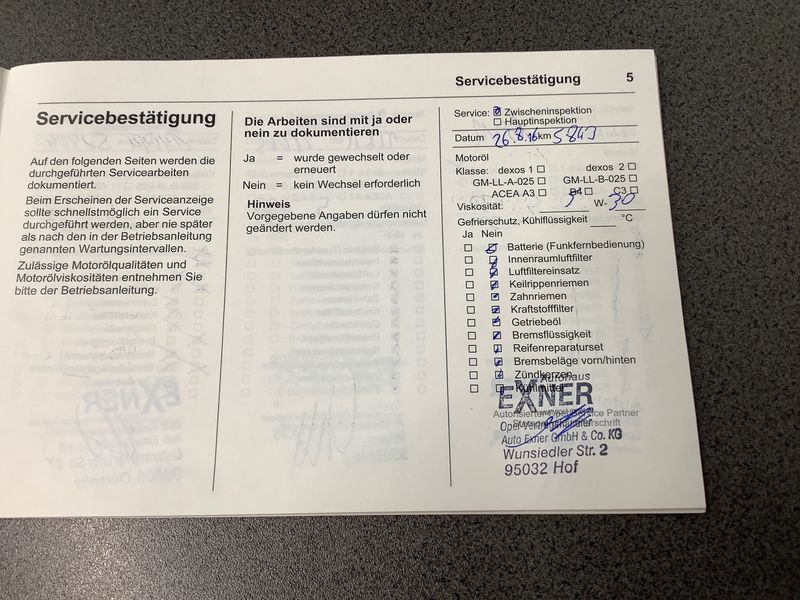 Servicebestätigung 5
Servicebestätigung
Auf den folgenden Seiten werden die
durchgeführten Servicearbeiten
dokumentiert.
Beim Erscheinen der Serviceanzeige
sollte schnellstmöglich ein Service
durchgeführt werden, aber nie später
als nach den in der Betriebsanleitung
genannten Wartungsintervallen.
Zulässige Motorölqualitäten und
Motorölviskositäten entnehmen Sie
bitte der Betriebsanleitung.
Die Arbeiten sind mit ja oder
nein zu dokumentieren
Ja = wurde gewechselt oder
erneuert
Nein = kein Wechsel erforderlich
Hinweis
Vorgegebene Angaben dürfen nicht
geändert werden.
Service: Zwischeninspektion
Hauptinspektion
Datum 26.8.16 km
Motoröl
Klasse: dexos 1 dexos 2
GM-LL-A-025 GM-LL-B-025
ACEA A3 B4 C3
Viskosität: 5 W-30
Gefrierschutz, Kühlflüssigkeit °C
Ja Nein
Batterie (Funkfernbedienung)
Innenraumluftfilter
Luftfiltereinsatz
Keilrippenriemen
Zahnriemen
Kraftstofffilter
Getriebeöl
Bremsflüssigkeit
Reifenreparaturset
Bremsbeläge vorn/hinten
Zündkerzen
Kühlmittel
Autohaus
EXNER
Autorisierter Opel Service Partner
Auto Exner GmbH & Co. KG
Wunsiedler Str. 2
95032 Hof